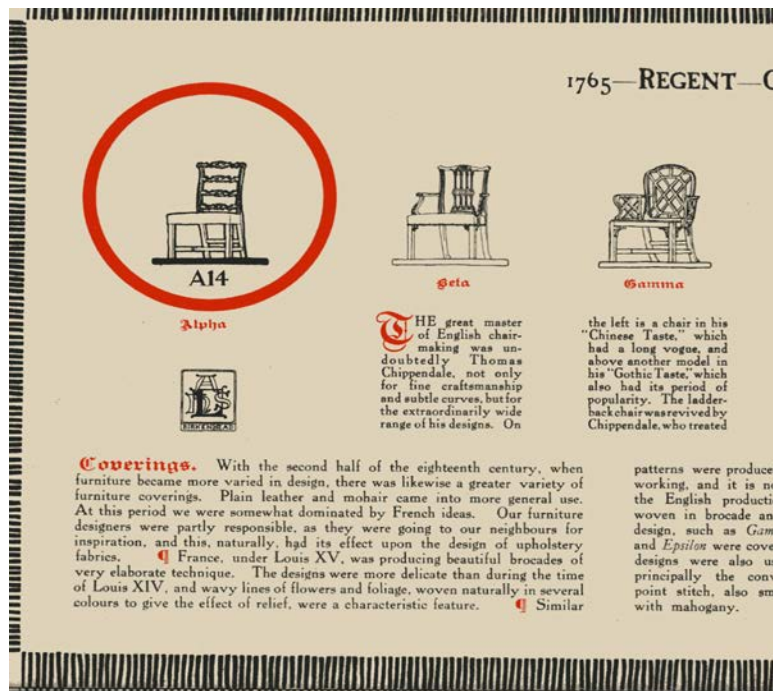 1765—REGENT—
A14
Alpha
Beta
Gamma
THE great master
of English chair-
making was un-
doubtedly Thomas
Chippendale, not only
for fine craftsmanship
and subtle curves, but for
the extraordinarily wide
range of his designs. On
the left is a chair in his
"Chinese Taste," which
had a long vogue, and
above another model in
his "Gothic Taste," which
also had its period of
popularity. The ladder-
back chair was revived by
Chippendale, who treated
BIRKENHEAD
Coverings. With the second half of the eighteenth century, when
furniture became more varied in design, there was likewise a greater variety of
furniture coverings. Plain leather and mohair came into more general use.
At this period we were somewhat dominated by French ideas. Our furniture
designers were partly responsible, as they were going to our neighbours for
inspiration, and this, naturally, had its effect upon the design of upholstery
fabrics. ¶ France, under Louis XV, was producing beautiful brocades of
very elaborate technique. The designs were more delicate than during the time
of Louis XIV, and wavy lines of flowers and foliage, woven naturally in several
colours to give the effect of relief, were a characteristic feature. ¶ Similar
patterns were produce
working, and it is no
the English producti
woven in brocade an
design, such as Gam
and Epsilon were cove
designs were also us
principally the conv
point stitch, also sm
with mahogany.